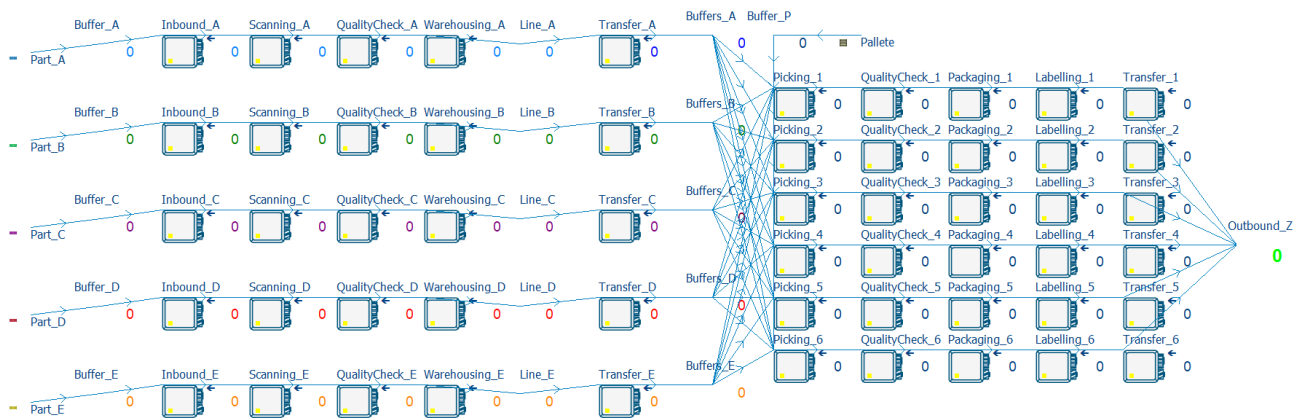 Buffer_A Inbound_A Scanning_A QualityCheck_A Warehousing_A Line_A Transfer_A Buffers_A Buffer_P
0 0 0 0 0 0 0 0 0 Pallete
Part_A
Picking_1 QualityCheck_1 Packaging_1 Labelling_1 Transfer_1
0 0 0 0 0
Buffer_B Inbound_B Scanning_B QualityCheck_B Warehousing_B Line_B Transfer_B Buffers_B
0 0 0 0 0 0 0 0
Part_B
Picking_2 QualityCheck_2 Packaging_2 Labelling_2 Transfer_2
0 0 0 0 0
Picking_3 QualityCheck_3 Packaging_3 Labelling_3 Transfer_3
0 0 0 0 0
Buffer_C Inbound_C Scanning_C QualityCheck_C Warehousing_C Line_C Transfer_C Buffers_C
0 0 0 0 0 0 0 0
Part_C
Picking_4 QualityCheck_4 Packaging_4 Labelling_4 Transfer_4
0 0 0 0 0
Outbound_Z
0
Buffer_D Inbound_D Scanning_D QualityCheck_D Warehousing_D Line_D Transfer_D Buffers_D
0 0 0 0 0 0 0 0
Part_D
Picking_5 QualityCheck_5 Packaging_5 Labelling_5 Transfer_5
0 0 0 0 0
Picking_6 QualityCheck_6 Packaging_6 Labelling_6 Transfer_6
0 0 0 0 0
Buffer_E Inbound_E Scanning_E QualityCheck_E Warehousing_E Line_E Transfer_E Buffers_E
0 0 0 0 0 0 0 0
Part_E